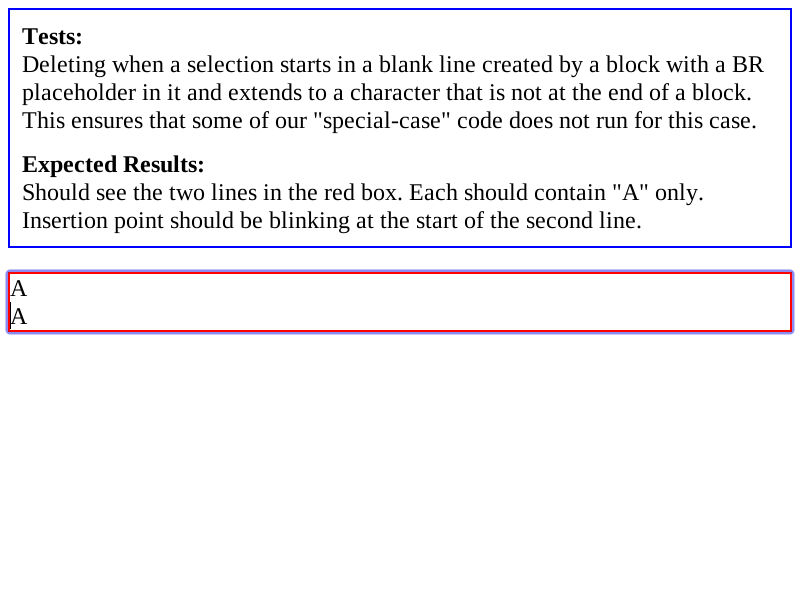 Tests:
Deleting when a selection starts in a blank line created by a block with a BR
placeholder in it and extends to a character that is not at the end of a block.
This ensures that some of our "special-case" code does not run for this case.
Expected Results:
Should see the two lines in the red box. Each should contain "A" only.
Insertion point should be blinking at the start of the second line.
A
A